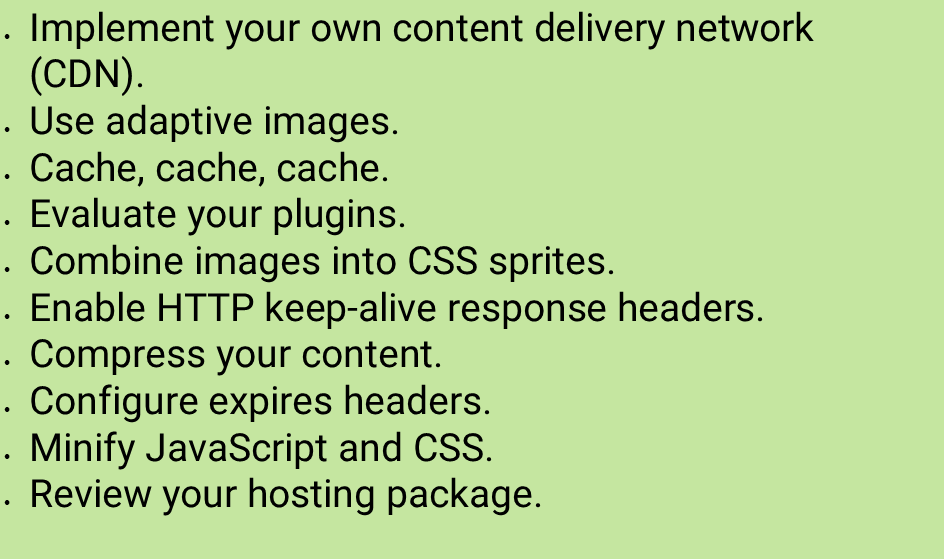 • Implement your own content delivery network
(CDN).
• Use adaptive images.
• Cache, cache, cache.
• Evaluate your plugins.
• Combine images into CSS sprites.
• Enable HTTP keep-alive response headers.
• Compress your content.
• Configure expires headers.
• Minify JavaScript and CSS.
• Review your hosting package.